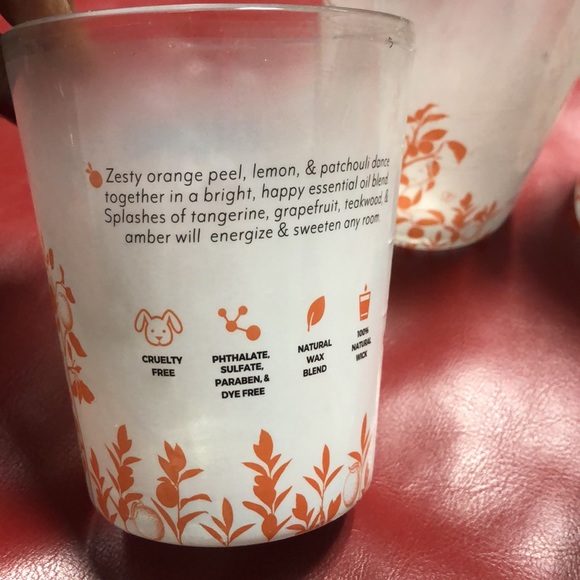 Zesty orange peel, lemon, & patchouli dance
together in a bright, happy essential oil blend.
Splashes of tangerine, grapefruit, teakwood, &
amber will energize & sweeten any room.
CRUELTY
FREE
PHTHALATE,
SULFATE,
PARABEN, &
DYE FREE
NATURAL
WAX
BLEND
100%
NATURAL
WICK